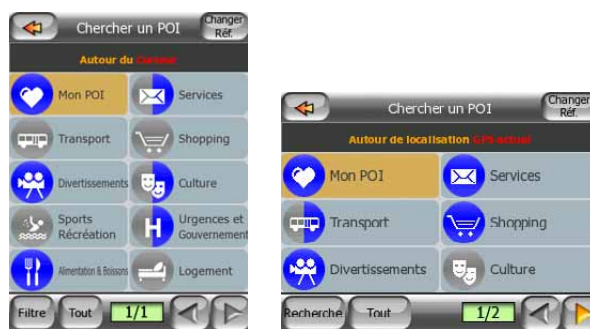 Chercher un POI
Changer
Réf.
Autour du Curseur
Mon POI
Services
Transport
Shopping
Divertissements
Culture
Sports
Récréation
Urgences et
Gouvernement
Alimentation & Boissons
Logement
Filtre
Tout
1/1
Chercher un POI
Changer
Réf.
Autour de localisation GPS actual
Mon POI
Services
Transport
Shopping
Divertissements
Culture
Recherche
Tout
1/2